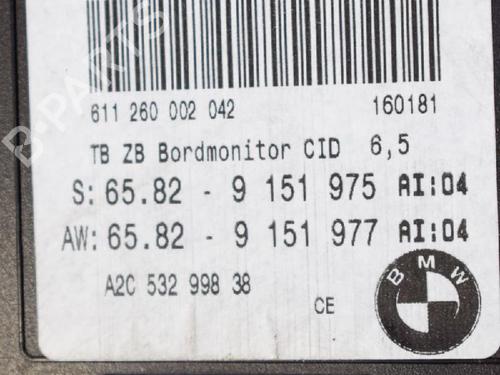 B-PARTS
611 260 002 042 160181
TB ZB Bordmonitor CID 6,5
S: 65.82 - 9 151 975 AI:04
AW: 65.82 - 9 151 977 AI:04
A2C 532 998 38
CE
BMW